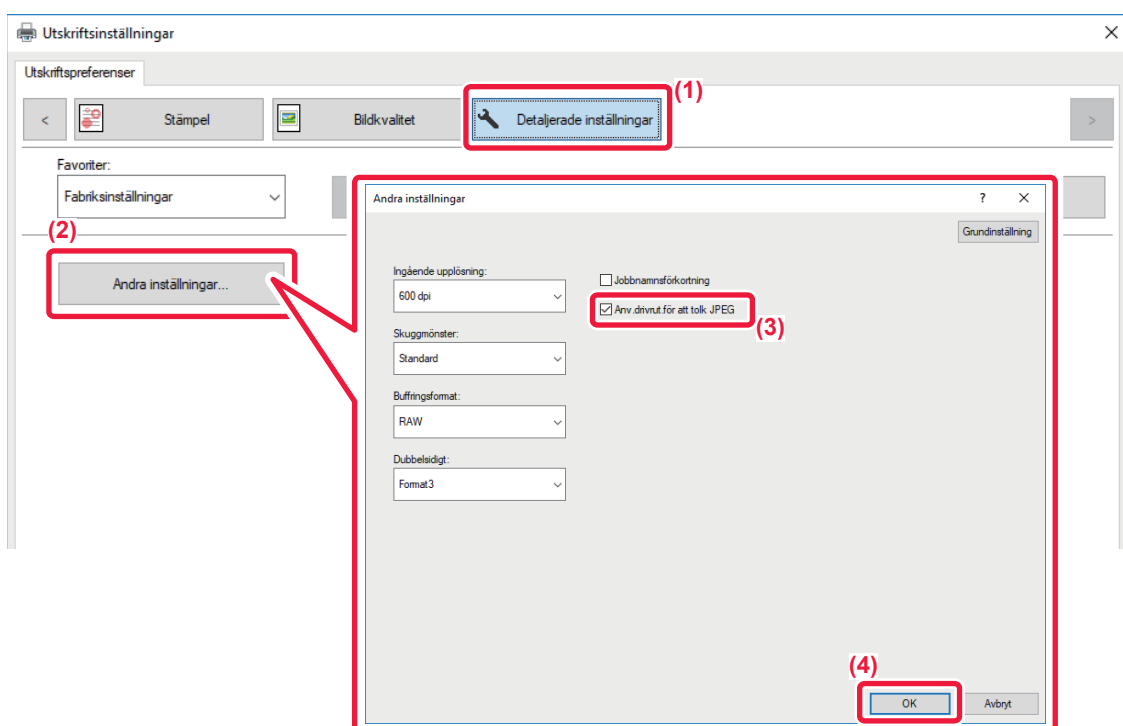 Utskriftsinställningar
Utskriftspreferenser
(1)
< Stämpel Bildkvalitet Detaljerade inställningar >
Favoriter:
Fabriksinställningar
(2)
Andra inställningar...
Andra inställningar ? X
Grundinställning
Ingående upplösning:
600 dpi
Jobbnamnsförkortning
Anv.drivrut.för att tolk JPEG
(3)
Skuggmönster:
Standard
Buffringsformat:
RAW
Dubbelsidigt:
Format3
(4)
OK Avbryt